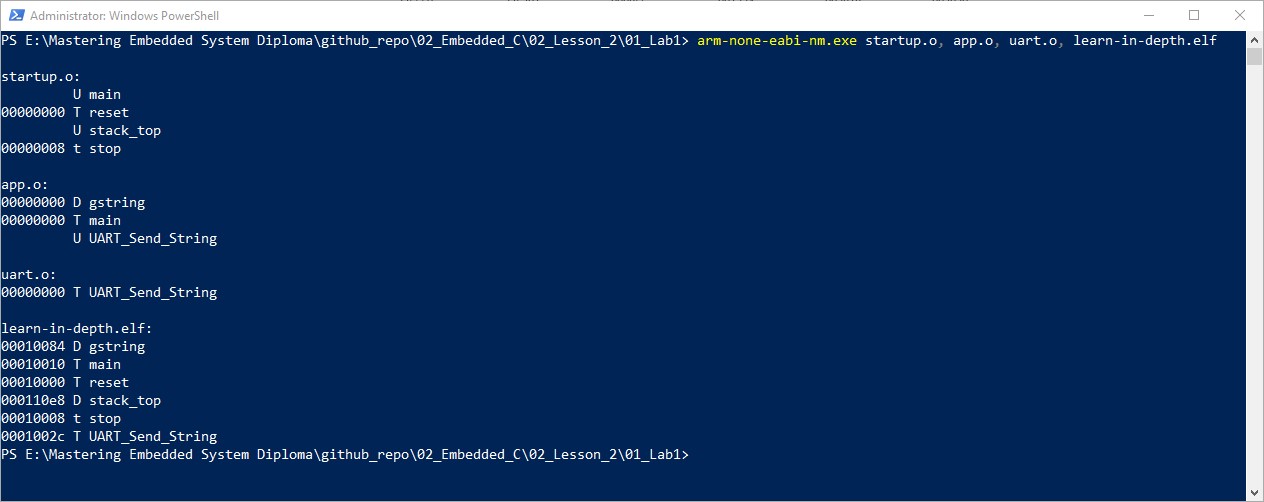 Administrator: Windows PowerShell
PS E:\Mastering Embedded System Diploma\github_repo\02_Embedded_C\02_Lesson_2\01_Lab1> arm-none-eabi-nm.exe startup.o, app.o, uart.o, learn-in-depth.elf
startup.o:
         U main
00000000 T reset
         U stack_top
00000008 t stop
app.o:
00000000 D gstring
00000000 T main
         U UART_Send_String
uart.o:
00000000 T UART_Send_String
learn-in-depth.elf:
00010084 D gstring
00010010 T main
00010000 T reset
000110e8 D stack_top
00010008 t stop
0001002c T UART_Send_String
PS E:\Mastering Embedded System Diploma\github_repo\02_Embedded_C\02_Lesson_2\01_Lab1>